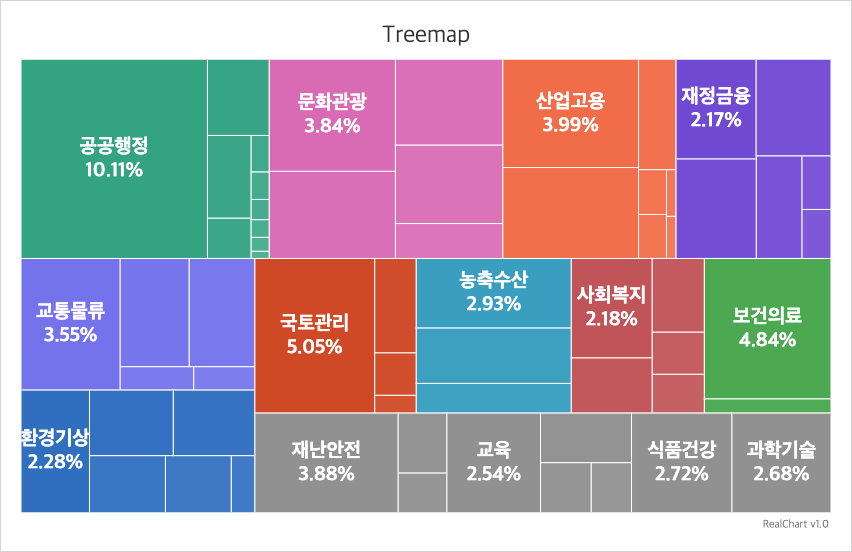 Treemap
공공행정
10.11%
문화관광
3.84%
산업고용
3.99%
재정금융
2.17%
교통물류
3.55%
국토관리
5.05%
농축수산
2.93%
사회복지
2.18%
보건의료
4.84%
환경기상
2.28%
재난안전
3.88%
교육
2.54%
식품건강
2.72%
과학기술
2.68%
RealChart v1.0